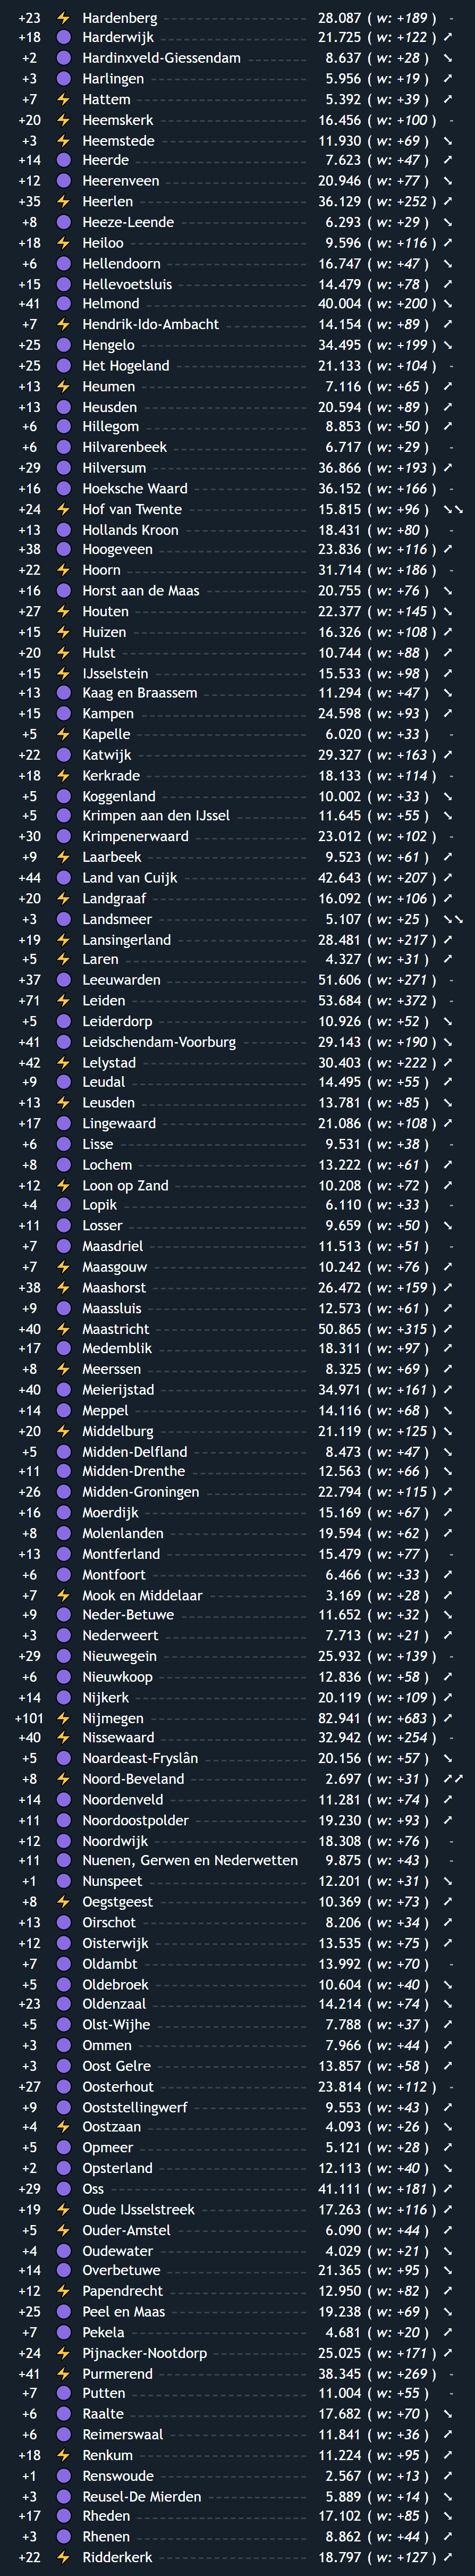 +23 ⚡ Hardenberg 28.087 ( w: +189 ) -
+18 Harderwijk 21.725 ( w: +122 ) ↗
+2 Hardinxveld-Giessendam 8.637 ( w: +28 ) ↘
+3 Harlingen 5.956 ( w: +19 ) ↗
+7 ⚡ Hattem 5.392 ( w: +39 ) ↗
+20 ⚡ Heemskerk 16.456 ( w: +100 ) -
+3 ⚡ Heemstede 11.930 ( w: +69 ) ↘
+14 Heerde 7.623 ( w: +47 ) ↗
+12 Heerenveen 20.946 ( w: +77 ) ↘
+35 ⚡ Heerlen 36.129 ( w: +252 ) ↗
+8 Heeze-Leende 6.293 ( w: +29 ) ↘
+18 ⚡ Heiloo 9.596 ( w: +116 ) ↗
+6 Hellendoorn 16.747 ( w: +47 ) ↘
+15 Hellevoetsluis 14.479 ( w: +78 ) ↗
+41 Helmond 40.004 ( w: +200 ) ↘
+7 ⚡ Hendrik-Ido-Ambacht 14.154 ( w: +89 ) ↗
+25 Hengelo 34.495 ( w: +199 ) ↘
+25 Het Hogeland 21.133 ( w: +104 ) -
+13 ⚡ Heumen 7.116 ( w: +65 ) ↗
+13 Heusden 20.594 ( w: +89 ) ↗
+6 Hillegom 8.853 ( w: +50 ) ↗
+6 Hilvarenbeek 6.717 ( w: +29 ) -
+29 Hilversum 36.866 ( w: +193 ) ↗
+16 Hoeksche Waard 36.152 ( w: +166 ) -
+24 ⚡ Hof van Twente 15.815 ( w: +96 ) ↘↘
+13 Hollands Kroon 18.431 ( w: +80 ) -
+38 Hoogeveen 23.836 ( w: +116 ) ↗
+22 ⚡ Hoorn 31.714 ( w: +186 ) -
+16 Horst aan de Maas 20.755 ( w: +76 ) ↘
+27 ⚡ Houten 22.377 ( w: +145 ) ↘
+15 ⚡ Huizen 16.326 ( w: +108 ) ↗
+20 ⚡ Hulst 10.744 ( w: +88 ) ↗
+15 ⚡ IJsselstein 15.533 ( w: +98 ) ↗
+13 Kaag en Braassem 11.294 ( w: +47 ) ↘
+15 Kampen 24.598 ( w: +93 ) ↗
+5 ⚡ Kapelle 6.020 ( w: +33 ) -
+22 Katwijk 29.327 ( w: +163 ) ↗
+18 ⚡ Kerkrade 18.133 ( w: +114 ) -
+5 Koggenland 10.002 ( w: +33 ) ↘
+5 Krimpen aan den IJssel 11.645 ( w: +55 ) ↘
+30 Krimpenerwaard 23.012 ( w: +102 ) -
+9 ⚡ Laarbeek 9.523 ( w: +61 ) ↗
+44 Land van Cuijk 42.643 ( w: +207 ) ↗
+20 ⚡ Landgraaf 16.092 ( w: +106 ) ↗
+3 Landsmeer 5.107 ( w: +25 ) ↘↘
+19 ⚡ Lansingerland 28.481 ( w: +217 ) ↗
+5 ⚡ Laren 4.327 ( w: +31 ) ↗
+37 Leeuwarden 51.606 ( w: +271 ) -
+71 ⚡ Leiden 53.684 ( w: +372 ) -
+5 Leiderdorp 10.926 ( w: +52 ) ↘
+41 Leidschendam-Voorburg 29.143 ( w: +190 ) ↘
+42 ⚡ Lelystad 30.403 ( w: +222 ) ↗
+9 Leudal 14.495 ( w: +55 ) ↗
+13 ⚡ Leusden 13.781 ( w: +85 ) ↘
+17 Lingewaard 21.086 ( w: +108 ) ↗
+6 Lisse 9.531 ( w: +38 ) -
+8 Lochem 13.222 ( w: +61 ) ↗
+12 ⚡ Loon op Zand 10.208 ( w: +72 ) ↗
+4 Lopik 6.110 ( w: +33 ) -
+11 Losser 9.659 ( w: +50 ) ↘
+7 Maasdriel 11.513 ( w: +51 ) -
+7 ⚡ Maasgouw 10.242 ( w: +76 ) ↗
+38 ⚡ Maashorst 26.472 ( w: +159 ) ↗
+9 Maassluis 12.573 ( w: +61 ) ↗
+40 ⚡ Maastricht 50.865 ( w: +315 ) ↗
+17 Medemblik 18.311 ( w: +97 ) ↗
+8 ⚡ Meerssen 8.325 ( w: +69 ) ↗
+40 Meierijstad 34.971 ( w: +161 ) ↗
+14 Meppel 14.116 ( w: +68 ) ↘
+20 ⚡ Middelburg 21.119 ( w: +125 ) ↘
+5 Midden-Delfland 8.473 ( w: +47 ) ↘
+11 Midden-Drenthe 12.563 ( w: +66 ) ↘
+26 Midden-Groningen 22.794 ( w: +115 ) ↗
+16 Moerdijk 15.169 ( w: +67 ) ↗
+8 Molenlanden 19.594 ( w: +62 ) ↗
+13 Montferland 15.479 ( w: +77 ) -
+6 Montfoort 6.466 ( w: +33 ) ↗
+7 ⚡ Mook en Middelaar 3.169 ( w: +28 ) ↗
+9 Neder-Betuwe 11.652 ( w: +32 ) ↘
+3 Nederweert 7.713 ( w: +21 ) ↗
+29 Nieuwegein 25.932 ( w: +139 ) -
+6 Nieuwkoop 12.836 ( w: +58 ) ↗
+14 Nijkerk 20.119 ( w: +109 ) ↗
+101 ⚡ Nijmegen 82.941 ( w: +683 ) ↗
+40 ⚡ Nissewaard 32.942 ( w: +254 ) -
+5 Noardeast-Fryslân 20.156 ( w: +57 ) ↘
+8 ⚡ Noord-Beveland 2.697 ( w: +31 ) ↗↗
+14 Noordenveld 11.281 ( w: +74 ) ↗
+11 Noordoostpolder 19.230 ( w: +93 ) ↗
+12 Noordwijk 18.308 ( w: +76 ) -
+11 Nuenen, Gerwen en Nederwetten 9.875 ( w: +43 ) -
+1 Nunspeet 12.201 ( w: +31 ) ↘
+8 ⚡ Oegstgeest 10.369 ( w: +73 ) ↗
+13 Oirschot 8.206 ( w: +34 ) ↗
+12 Oisterwijk 13.535 ( w: +75 ) ↗
+7 Oldambt 13.992 ( w: +70 ) -
+5 Oldebroek 10.604 ( w: +40 ) ↘
+23 Oldenzaal 14.214 ( w: +74 ) ↘
+5 Olst-Wijhe 7.788 ( w: +37 ) ↗
+3 Ommen 7.966 ( w: +44 ) ↗
+3 Oost Gelre 13.857 ( w: +58 ) ↗
+27 Oosterhout 23.814 ( w: +112 ) -
+9 Ooststellingwerf 9.553 ( w: +43 ) ↗
+4 ⚡ Oostzaan 4.093 ( w: +26 ) ↘
+5 Opmeer 5.121 ( w: +28 ) ↗
+2 Opsterland 12.113 ( w: +40 ) ↘
+29 Oss 41.111 ( w: +181 ) ↗
+19 ⚡ Oude IJsselstreek 17.263 ( w: +116 ) ↗
+5 ⚡ Ouder-Amstel 6.090 ( w: +44 ) ↗
+4 Oudewater 4.029 ( w: +21 ) ↘
+14 Overbetuwe 21.365 ( w: +95 ) ↘
+12 ⚡ Papendrecht 12.950 ( w: +82 ) ↗
+25 Peel en Maas 19.238 ( w: +69 ) ↘
+7 Pekela 4.681 ( w: +20 ) ↗
+24 ⚡ Pijnacker-Nootdorp 25.025 ( w: +171 ) ↗
+41 ⚡ Purmerend 38.345 ( w: +269 ) -
+7 Putten 11.004 ( w: +55 ) -
+6 Raalte 17.682 ( w: +70 ) ↘
+6 Reimerswaal 11.841 ( w: +36 ) ↗
+18 ⚡ Renkum 11.224 ( w: +95 ) ↗
+1 Renswoude 2.567 ( w: +13 ) ↗
+3 Reusel-De Mierden 5.889 ( w: +14 ) ↘
+17 Rheden 17.102 ( w: +85 ) ↘
+3 Rhenen 8.862 ( w: +44 ) ↗
+22 ⚡ Ridderkerk 18.797 ( w: +127 ) ↗